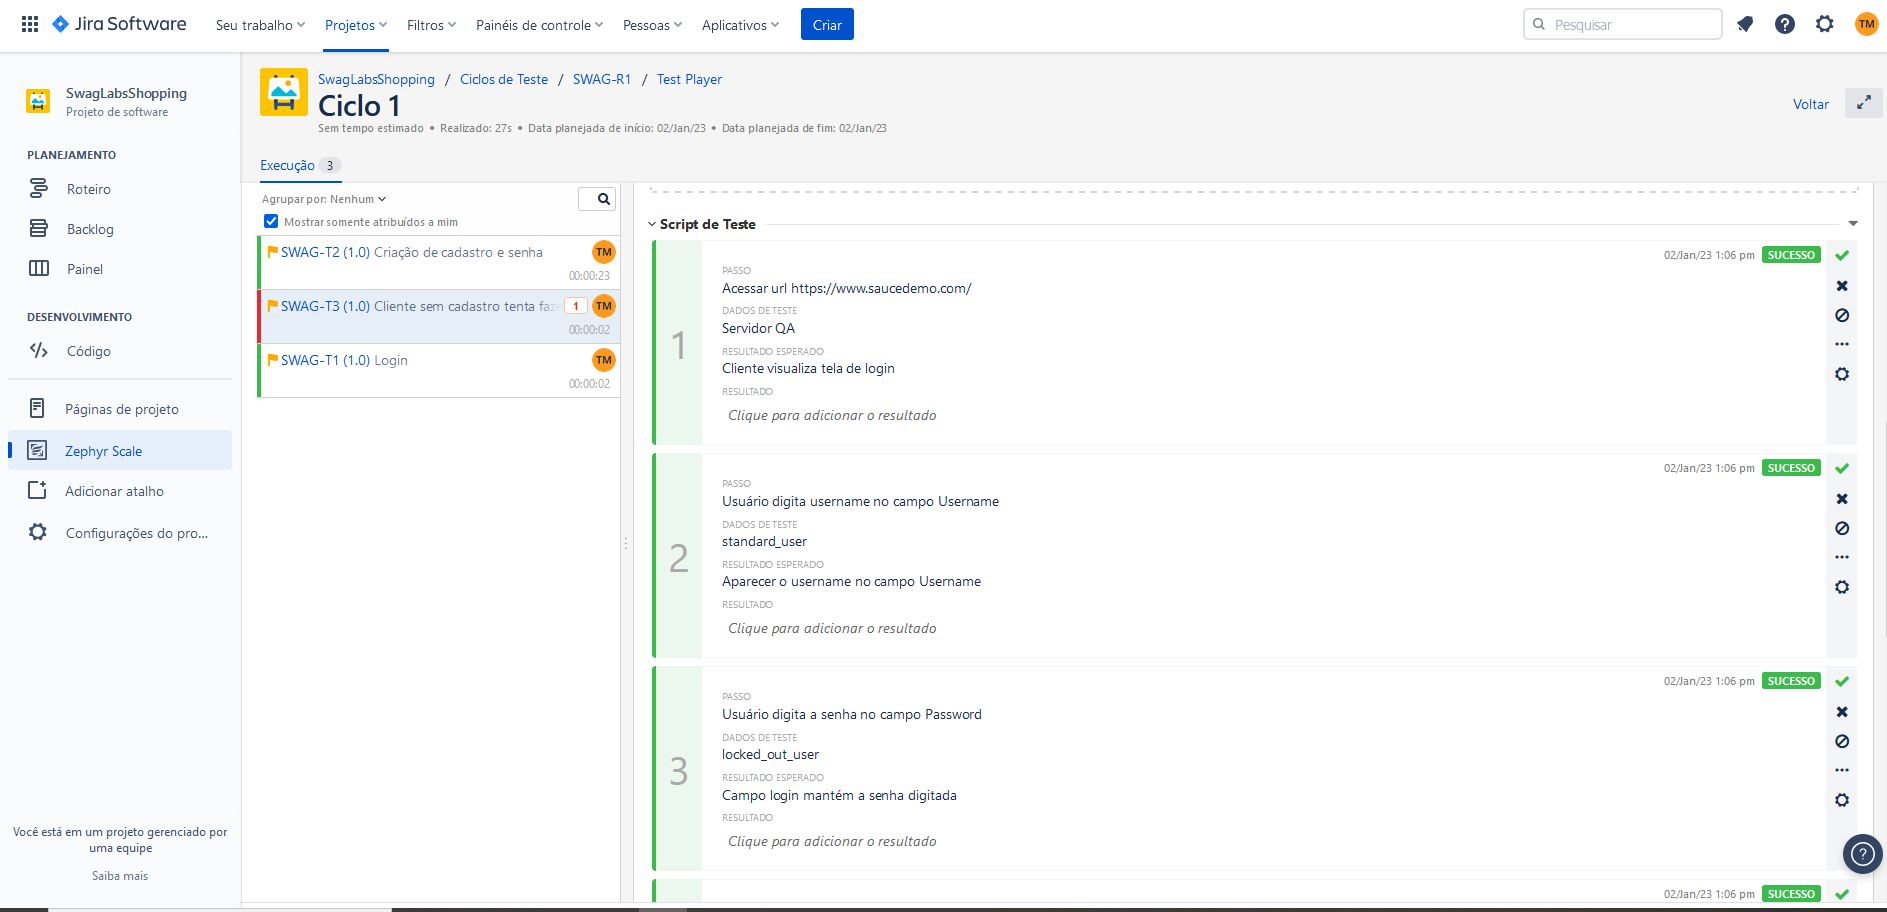 Jira Software
Seu trabalho
Projetos
Filtros
Painéis de controle
Pessoas
Aplicativos
Criar
Pesquisar
TM
SwagLabsShopping
Projeto de software
PLANEJAMENTO
Roteiro
Backlog
Painel
DESENVOLVIMENTO
Código
Páginas de projeto
Zephyr Scale
Adicionar atalho
Configurações do pro...
Você está em um projeto gerenciado por
uma equipe
Saiba mais
SwagLabsShopping / Ciclos de Teste / SWAG-R1 / Test Player
Ciclo 1
Sem tempo estimado • Realizado: 27s • Data planejada de início: 02/Jan/23 • Data planejada de fim: 02/Jan/23
Voltar
Execução 3
Agrupar por: Nenhum
Mostrar somente atribuídos a mim
SWAG-T2 (1.0) Criação de cadastro e senha TM
00:00:23
SWAG-T3 (1.0) Cliente sem cadastro tenta faz 1 TM
00:00:02
SWAG-T1 (1.0) Login TM
00:00:02
Script de Teste
02/Jan/23 1:06 pm SUCESSO
1
PASSO
Acessar url https://www.saucedemo.com/
DADOS DE TESTE
Servidor QA
RESULTADO ESPERADO
Cliente visualiza tela de login
RESULTADO
Clique para adicionar o resultado
02/Jan/23 1:06 pm SUCESSO
2
PASSO
Usuário digita username no campo Username
DADOS DE TESTE
standard_user
RESULTADO ESPERADO
Aparecer o username no campo Username
RESULTADO
Clique para adicionar o resultado
02/Jan/23 1:06 pm SUCESSO
3
PASSO
Usuário digita a senha no campo Password
DADOS DE TESTE
locked_out_user
RESULTADO ESPERADO
Campo login mantém a senha digitada
RESULTADO
Clique para adicionar o resultado
02/Jan/23 1:06 pm SUCESSO